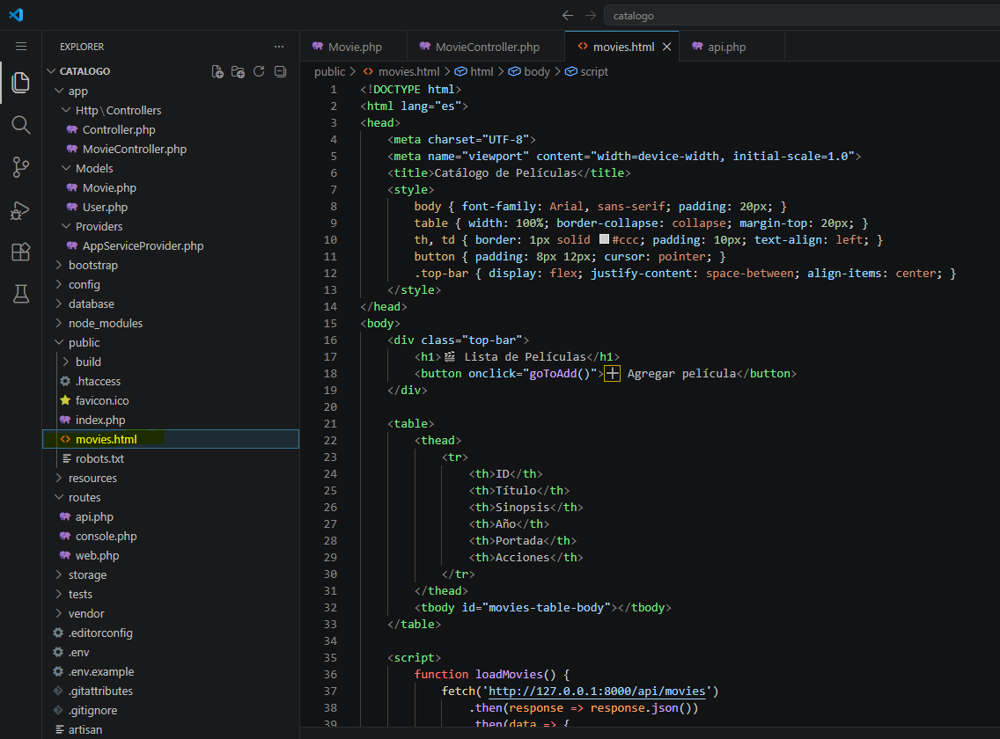 catalogo
EXPLORER
CATALOGO
app
Http\Controllers
Controller.php
MovieController.php
Models
Movie.php
User.php
Providers
AppServiceProvider.php
bootstrap
config
database
node_modules
public
build
.htaccess
favicon.ico
index.php
movies.html
robots.txt
resources
routes
api.php
console.php
web.php
storage
tests
vendor
.editorconfig
.env
.env.example
.gitattributes
.gitignore
artisan
Movie.php MovieController.php movies.html api.php
public > movies.html > html > body > script
1 <!DOCTYPE html>
2 <html lang="es">
3 <head>
4 <meta charset="UTF-8">
5 <meta name="viewport" content="width=device-width, initial-scale=1.0">
6 <title>Catálogo de Películas</title>
7 <style>
8 body { font-family: Arial, sans-serif; padding: 20px; }
9 table { width: 100%; border-collapse: collapse; margin-top: 20px; }
10 th, td { border: 1px solid #ccc; padding: 10px; text-align: left; }
11 button { padding: 8px 12px; cursor: pointer; }
12 .top-bar { display: flex; justify-content: space-between; align-items: center; }
13 </style>
14 </head>
15 <body>
16 <div class="top-bar">
17 <h1>🎬 Lista de Películas</h1>
18 <button onclick="goToAdd()">➕ Agregar película</button>
19 </div>
20
21 <table>
22 <thead>
23 <tr>
24 <th>ID</th>
25 <th>Título</th>
26 <th>Sinopsis</th>
27 <th>Año</th>
28 <th>Portada</th>
29 <th>Acciones</th>
30 </tr>
31 </thead>
32 <tbody id="movies-table-body"></tbody>
33 </table>
34
35 <script>
36 function loadMovies() {
37 fetch('http://127.0.0.1:8000/api/movies')
38 .then(response => response.json())
39 .then(data => {